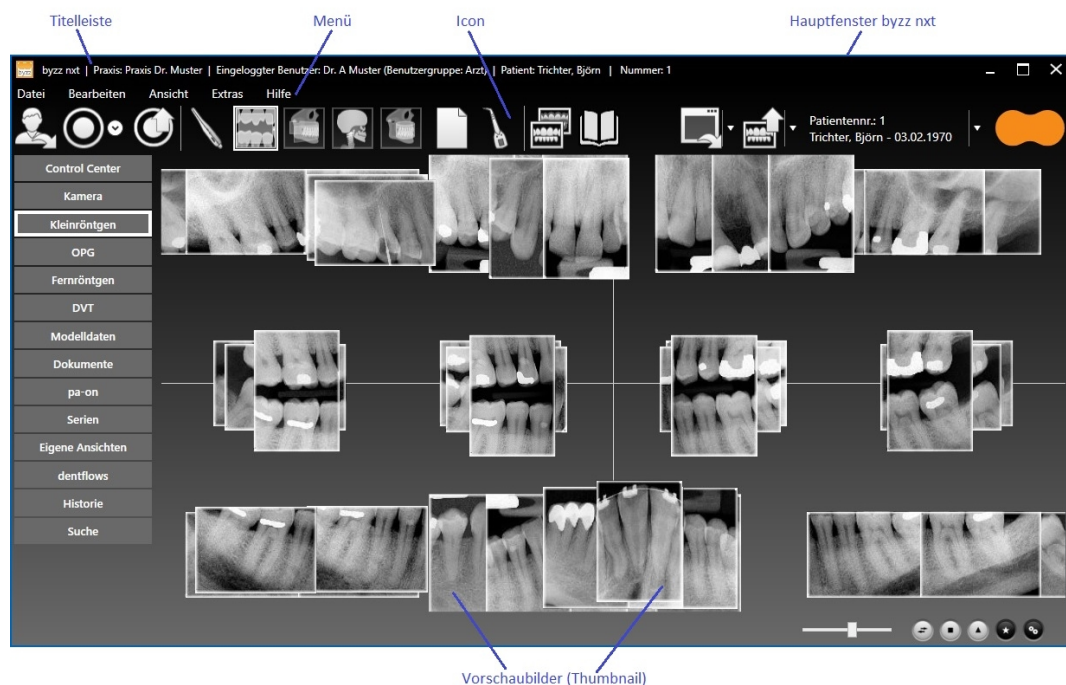 Titelleiste
Menü
Icon
Hauptfenster byzz nxt
byzz nxt | Praxis: Praxis Dr. Muster | Eingeloggter Benutzer: Dr. A Muster (Benutzergruppe: Arzt) | Patient: Trichter, Björn | Nummer: 1
Datei Bearbeiten Ansicht Extras Hilfe
Patientennr.: 1
Trichter, Björn - 03.02.1970
Control Center
Kamera
Kleinröntgen
OPG
Fernröntgen
DVT
Modelldaten
Dokumente
pa-on
Serien
Eigene Ansichten
dentflows
Historie
Suche
Vorschaubilder (Thumbnail)